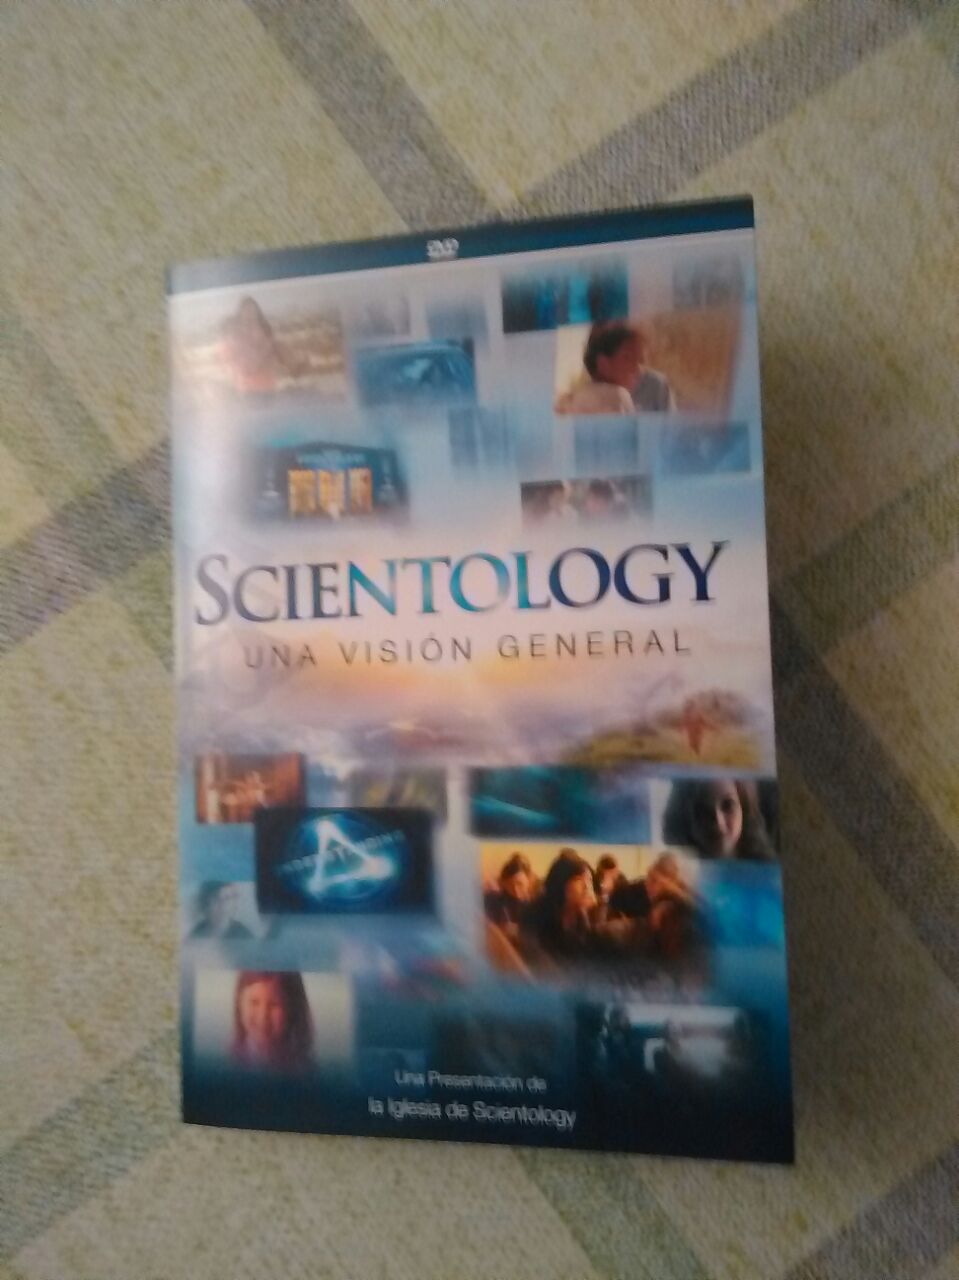 DVD
SCIENTOLOGY
UNA VISIÓN GENERAL
Una Presentación de
la Iglesia de Scientology